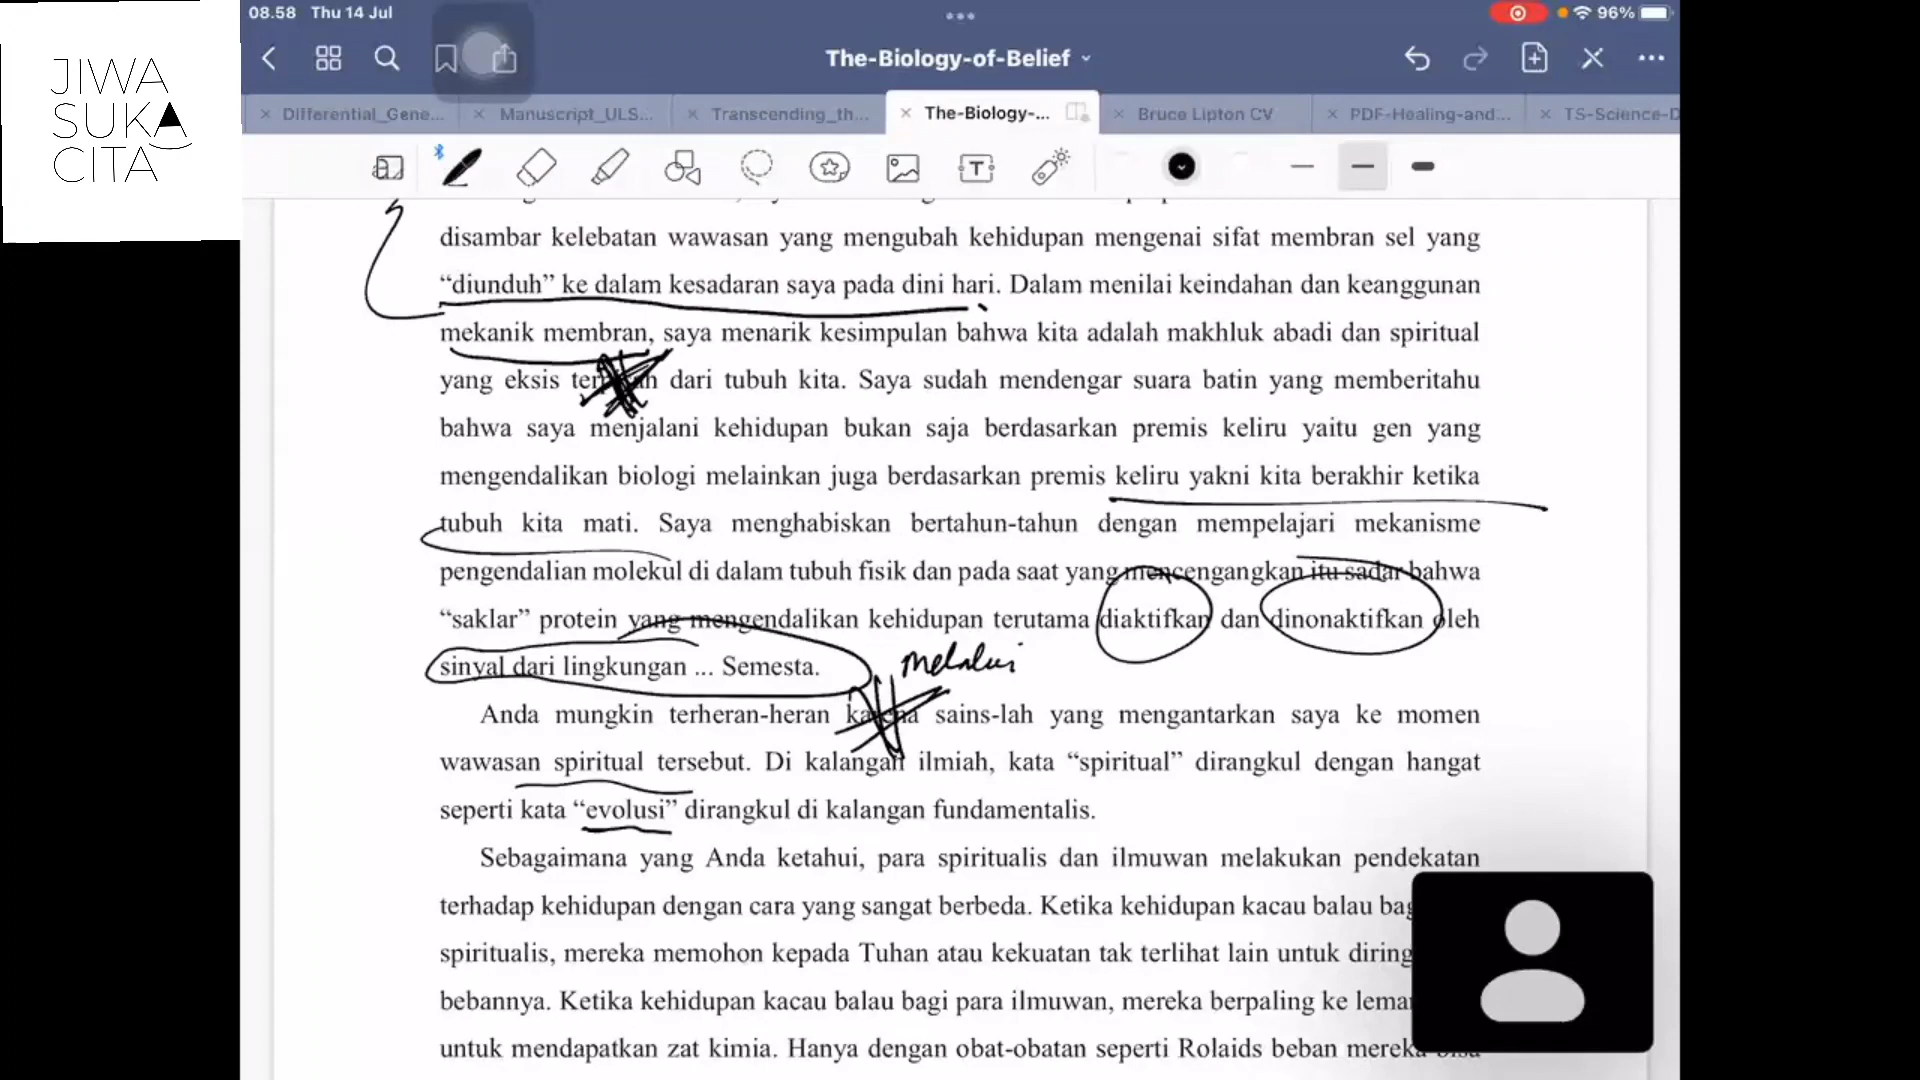 08.58 Thu 14 Jul
96%
JIWA
SUKA
CITA
The-Biology-of-Belief
Differential_Gene...
Manuscript_ULS...
Transcending_th...
The-Biology-...
Bruce Lipton CV
PDF-Healing-and...
TS-Science-D
disambar kelebatan wawasan yang mengubah kehidupan mengenai sifat membran sel yang
“diunduh” ke dalam kesadaran saya pada dini hari. Dalam menilai keindahan dan keanggunan
mekanik membran, saya menarik kesimpulan bahwa kita adalah makhluk abadi dan spiritual
yang eksis dari tubuh kita. Saya sudah mendengar suara batin yang memberitahu
bahwa saya menjalani kehidupan bukan saja berdasarkan premis keliru yaitu gen yang
mengendalikan biologi melainkan juga berdasarkan premis keliru yakni kita berakhir ketika
tubuh kita mati. Saya menghabiskan bertahun-tahun dengan mempelajari mekanisme
pengendalian molekul di dalam tubuh fisik dan pada saat yang mencengangkan itu sadar bahwa
“saklar” protein yang mengendalikan kehidupan terutama diaktifkan dan dinonaktifkan oleh
sinyal dari lingkungan ... Semesta.
melalui
Anda mungkin terheran-heran karena sains-lah yang mengantarkan saya ke momen
wawasan spiritual tersebut. Di kalangan ilmiah, kata “spiritual” dirangkul dengan hangat
seperti kata “evolusi” dirangkul di kalangan fundamentalis.
Sebagaimana yang Anda ketahui, para spiritualis dan ilmuwan melakukan pendekatan
terhadap kehidupan dengan cara yang sangat berbeda. Ketika kehidupan kacau balau
spiritualis, mereka memohon kepada Tuhan atau kekuatan tak terlihat lain untuk
bebannya. Ketika kehidupan kacau balau bagi para ilmuwan, mereka berpaling ke
untuk mendapatkan zat kimia. Hanya dengan obat-obatan seperti Rolaids beban mereka